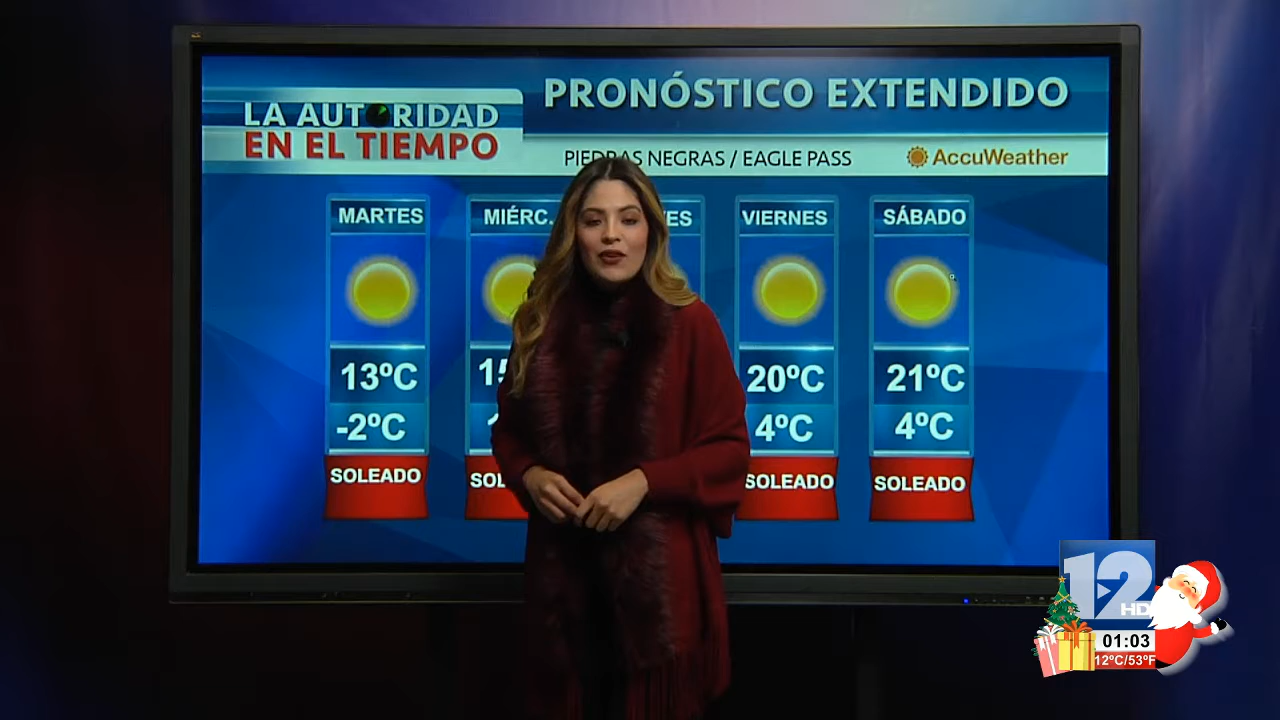 PRONÓSTICO EXTENDIDO
LA AUTORIDAD
EN EL TIEMPO
PIEDRAS NEGRAS / EAGLE PASS
AccuWeather
MARTES
MIÉRC.
VIERNES
SÁBADO
13ºC
20ºC
21ºC
-2ºC
4ºC
4ºC
SOLEADO
SOLEADO
SOLEADO
12
HD
01:03
12ºC/53ºF